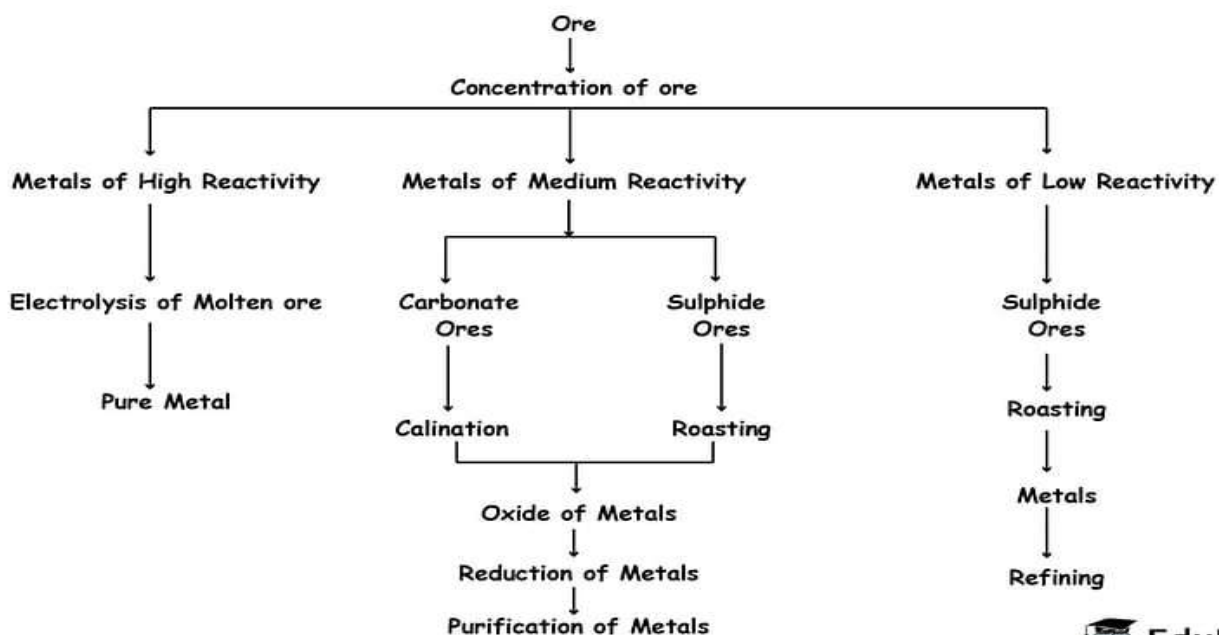 Ore
Concentration of ore
Metals of High Reactivity
Metals of Medium Reactivity
Metals of Low Reactivity
Electrolysis of Molten ore
Carbonate
Ores
Sulphide
Ores
Sulphide
Ores
Pure Metal
Calination
Roasting
Roasting
Oxide of Metals
Metals
Reduction of Metals
Refining
Purification of Metals